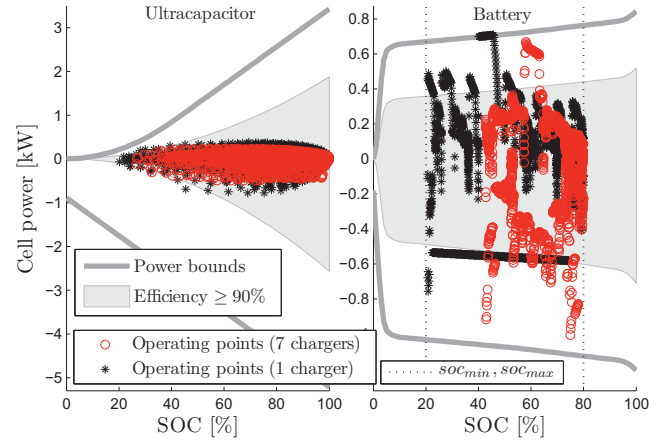 Ultracapacitor
Battery
Cell power [kW]
3
2
1
0
-1
-2
-3
-4
-5
0.8
0.6
0.4
0.2
0
-0.2
-0.4
-0.6
-0.8
Power bounds
Efficiency ≥ 90%
Operating points (7 chargers)
Operating points (1 charger)
soc_min, soc_max
0 20 40 60 80 100
0 20 40 60 80 100
SOC [%]
SOC [%]